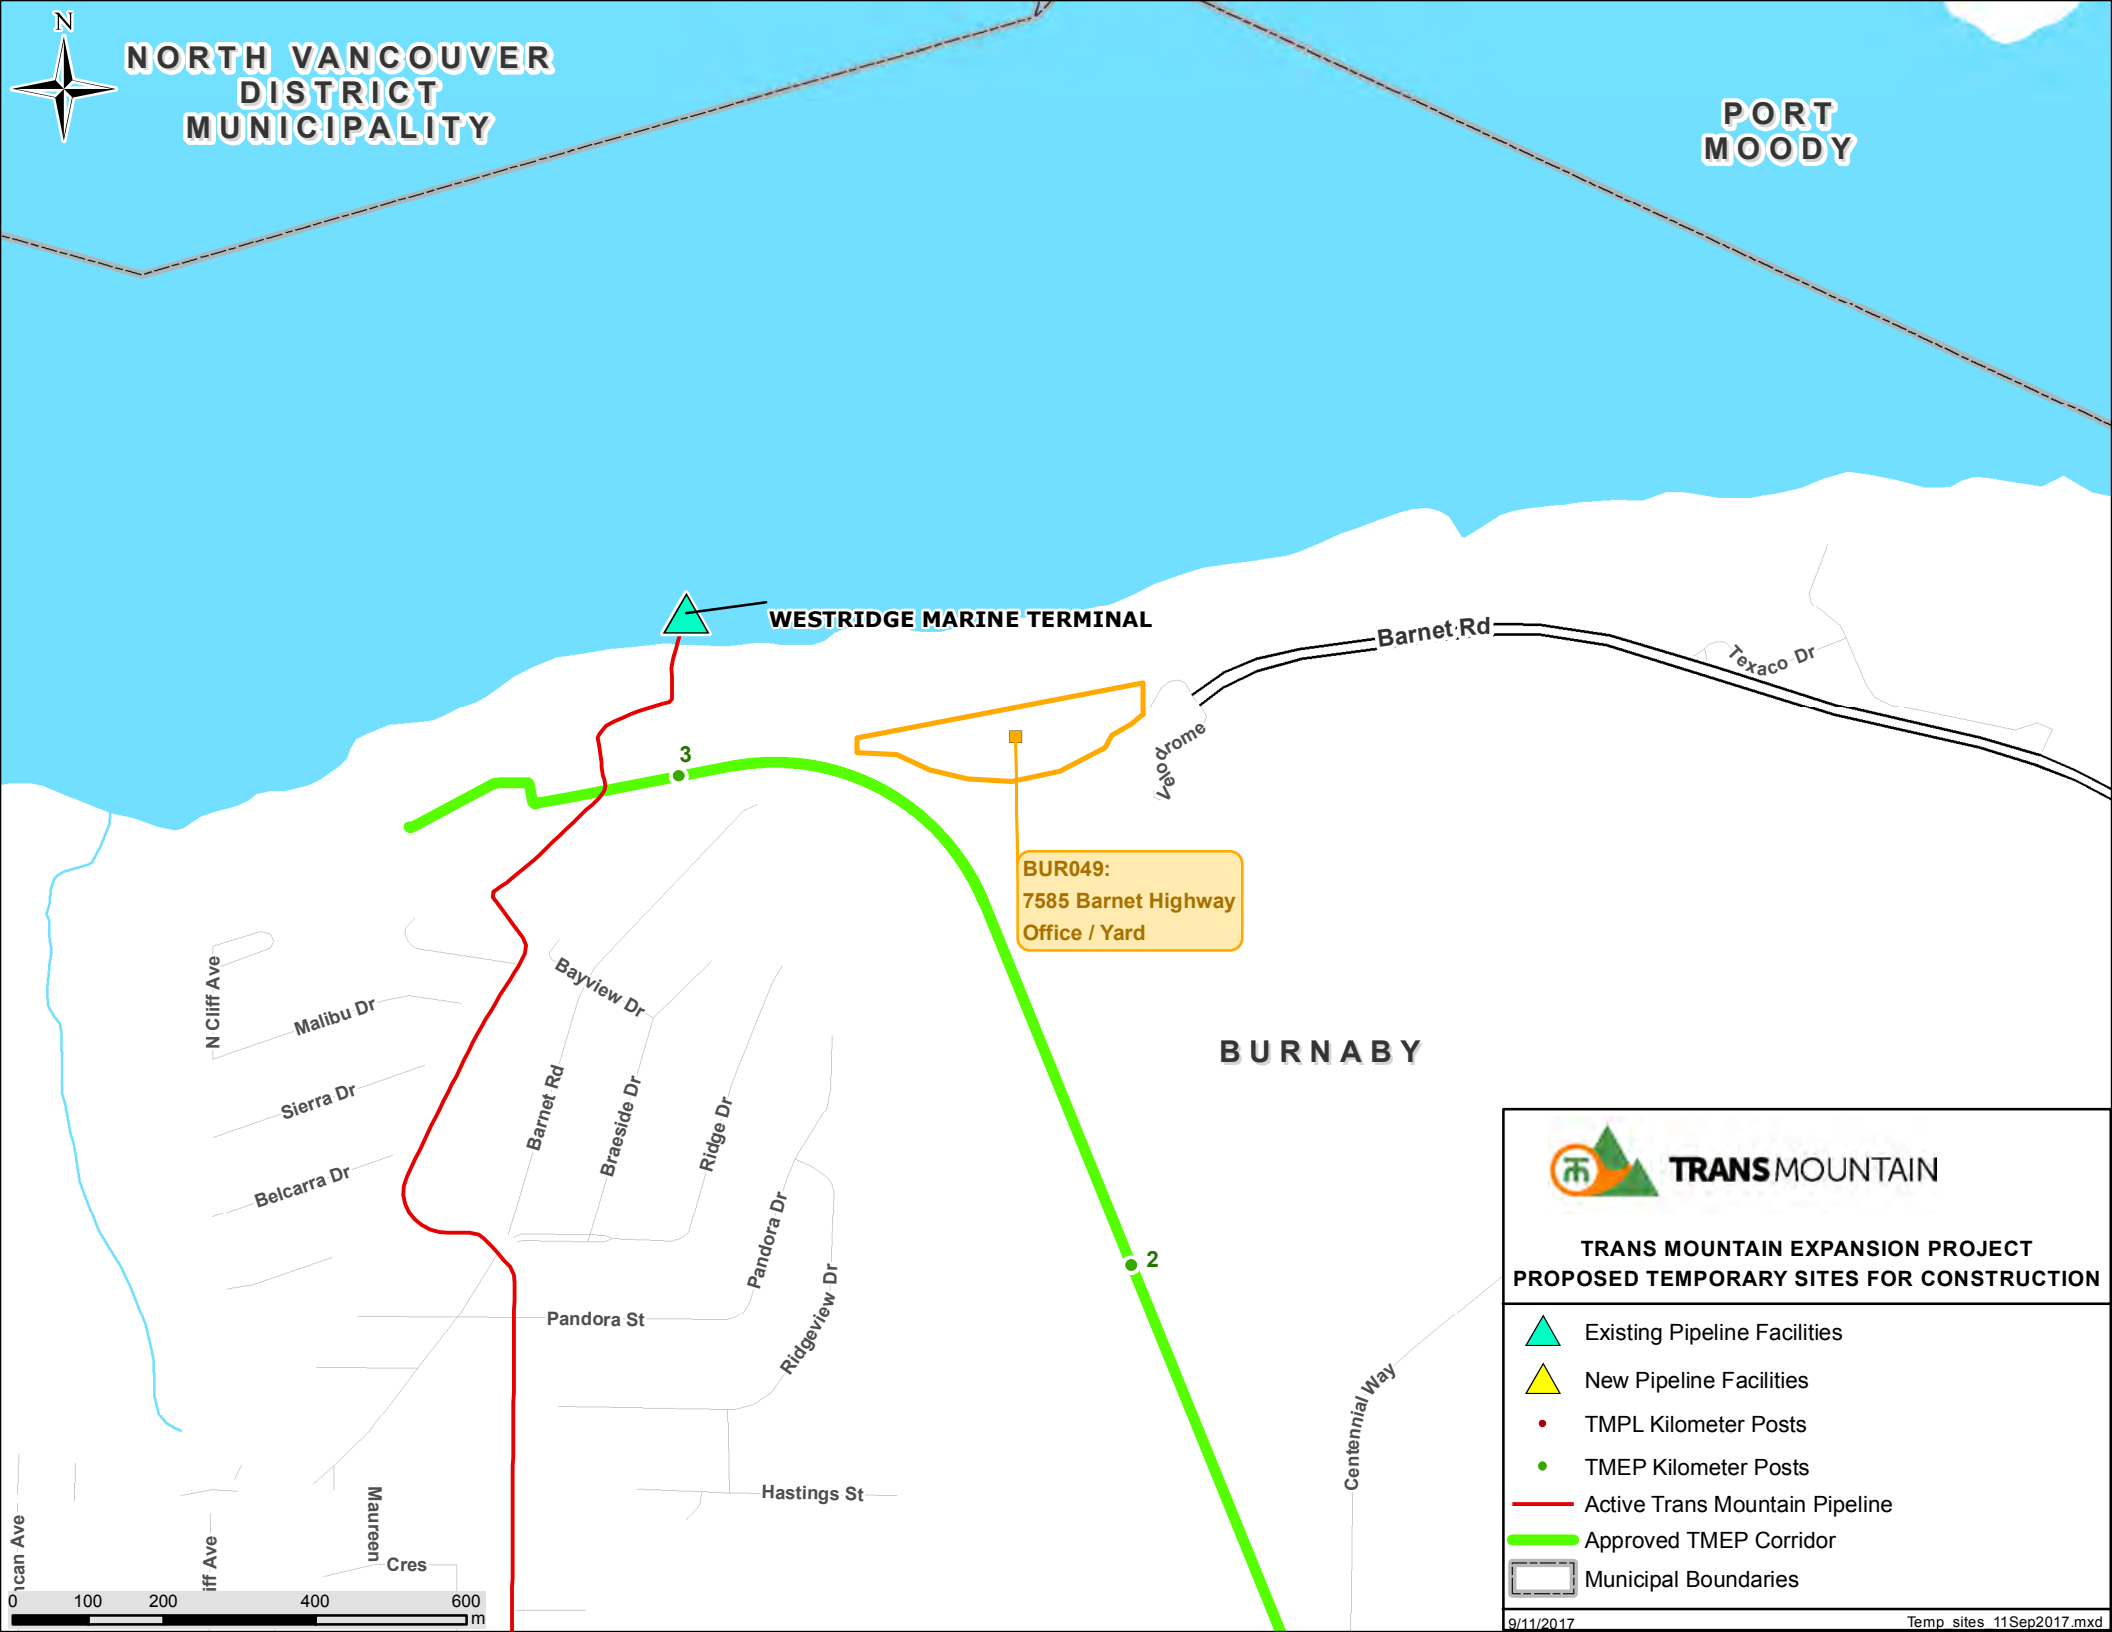 N
NORTH VANCOUVER
DISTRICT
MUNICIPALITY
PORT
MOODY
WESTRIDGE MARINE TERMINAL
Barnet Rd
Texaco Dr
Velodrome
3
BUR049:
7585 Barnet Highway
Office / Yard
N Cliff Ave
Malibu Dr
Bayview Dr
Sierra Dr
Barnet Rd
Braeside Dr
Ridge Dr
Belcarra Dr
Pandora Dr
BURNABY
2
Pandora St
Ridgeview Dr
Centennial Way
Hastings St
Maureen
Cres
ncan Ave
iff Ave
0 100 200 400 600
m
TRANSMOUNTAIN
TRANS MOUNTAIN EXPANSION PROJECT
PROPOSED TEMPORARY SITES FOR CONSTRUCTION
Existing Pipeline Facilities
New Pipeline Facilities
TMPL Kilometer Posts
TMEP Kilometer Posts
Active Trans Mountain Pipeline
Approved TMEP Corridor
Municipal Boundaries
9/11/2017
Temp_sites_11Sep2017.mxd